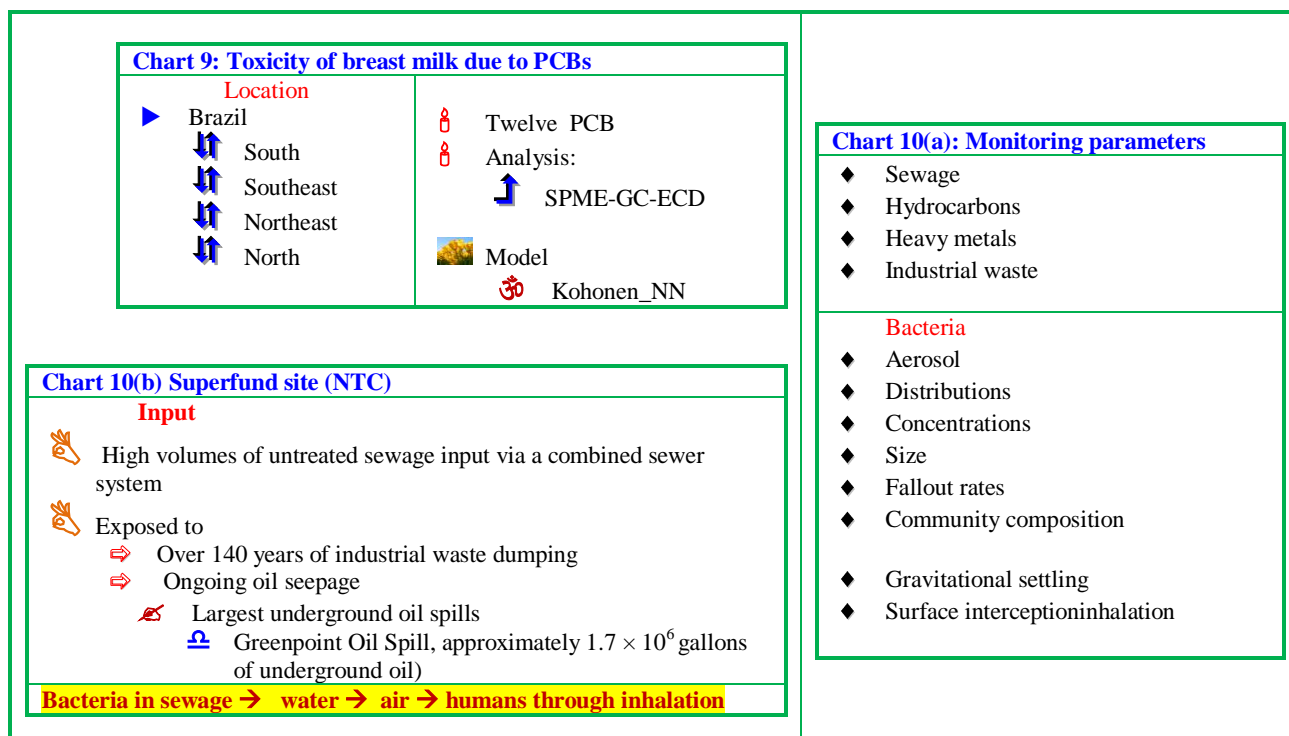 Chart 9: Toxicity of breast milk due to PCBs
Location
Brazil
South
Southeast
Northeast
North
Twelve PCB
Analysis:
SPME-GC-ECD
Model
ॐ Kohonen_NN
Chart 10(b) Superfund site (NTC)
Input
High volumes of untreated sewage input via a combined sewer
system
Exposed to
⇨ Over 140 years of industrial waste dumping
⇨ Ongoing oil seepage
Largest underground oil spills
♎ Greenpoint Oil Spill, approximately 1.7 × 10⁶ gallons
of underground oil)
Bacteria in sewage → water → air → humans through inhalation
Chart 10(a): Monitoring parameters
♦ Sewage
♦ Hydrocarbons
♦ Heavy metals
♦ Industrial waste
Bacteria
♦ Aerosol
♦ Distributions
♦ Concentrations
♦ Size
♦ Fallout rates
♦ Community composition
♦ Gravitational settling
♦ Surface interceptioninhalation